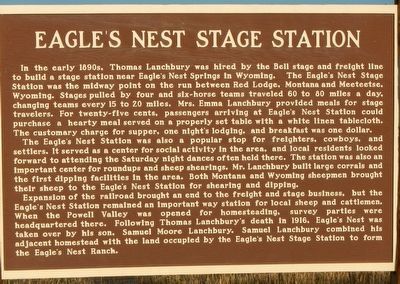 EAGLE'S NEST STAGE STATION
In the early 1890s, Thomas Lanchbury was hired by the Bell stage and freight line
to build a stage station near Eagle's Nest Springs in Wyoming. The Eagle's Nest Stage
Station was the midway point on the run between Red Lodge, Montana and Meeteetse,
Wyoming. Stages pulled by four and six-horse teams traveled 60 to 80 miles a day,
changing teams every 15 to 20 miles. Mrs. Emma Lanchbury provided meals for stage
travelers. For twenty-five cents, passengers arriving at Eagle's Nest Station could
purchase a hearty meal served on a properly set table with a white linen tablecloth.
The customary charge for supper, one night's lodging, and breakfast was one dollar.
The Eagle's Nest Station was also a popular stop for freighters, cowboys, and
settlers. It served as a center for social activity in the area, and local residents looked
forward to attending the Saturday night dances often held there. The station was also an
important center for roundups and sheep shearings. Mr. Lanchbury built large corrals and
the first dipping facilities in the area. Both Montana and Wyoming sheepmen brought
their sheep to the Eagle's Nest Station for shearing and dipping.
Expansion of the railroad brought an end to the freight and stage business, but the
Eagle's Nest Station remained an important way station for local sheep and cattlemen.
When the Powell Valley was opened for homesteading, survey parties were
headquartered there. Following Thomas Lanchbury's death in 1916, Eagle's Nest was
taken over by his son, Samuel Moore Lanchbury. Samuel Lanchbury combined his
adjacent homestead with the land occupied by the Eagle's Nest Stage Station to form
the Eagle's Nest Ranch.